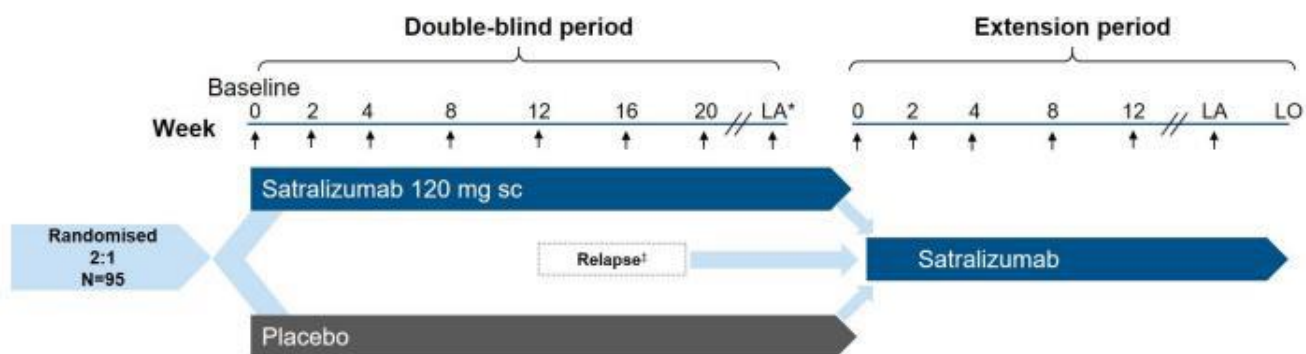 Double-blind period
Extension period
Baseline
Week
0 2 4 8 12 16 20 // LA*
0 2 4 8 12 // LA LO
Satralizumab 120 mg sc
Randomised
2:1
N=95
Relapse‡
Satralizumab
Placebo